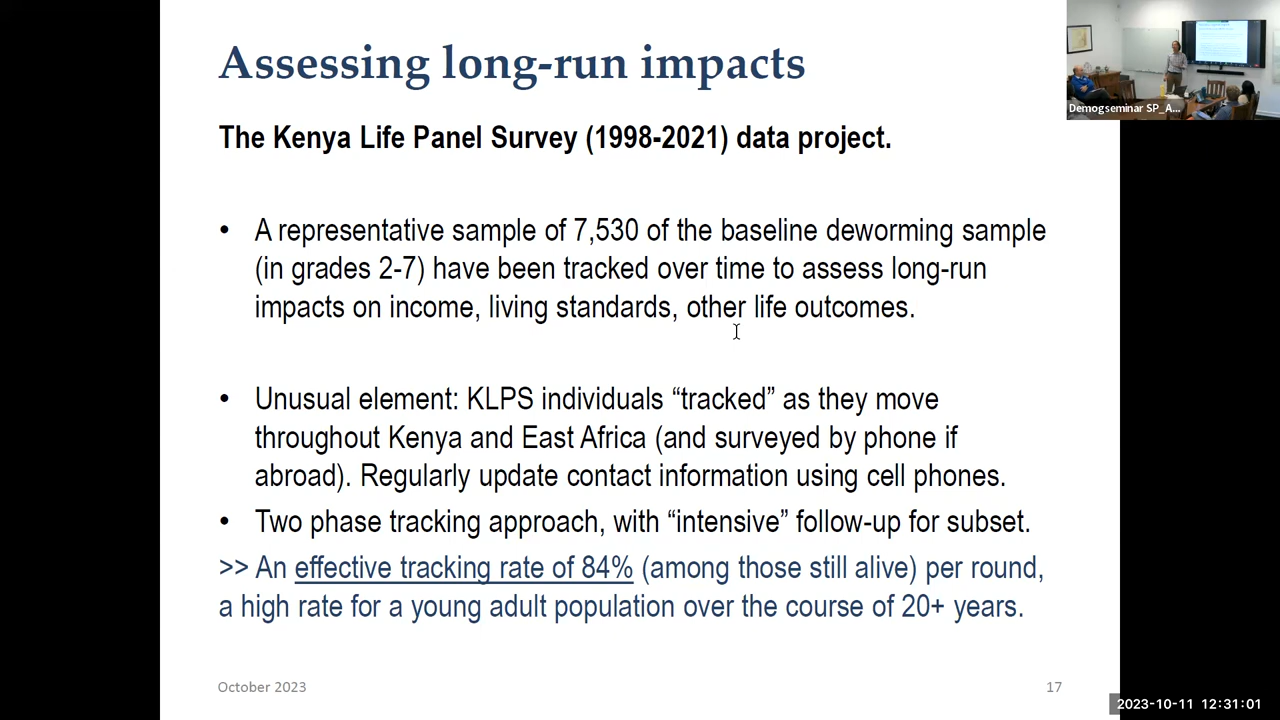 Assessing long-run impacts
The Kenya Life Panel Survey (1998-2021) data project.
• A representative sample of 7,530 of the baseline deworming sample
(in grades 2-7) have been tracked over time to assess long-run
impacts on income, living standards, other life outcomes.
• Unusual element: KLPS individuals “tracked” as they move
throughout Kenya and East Africa (and surveyed by phone if
abroad). Regularly update contact information using cell phones.
• Two phase tracking approach, with “intensive” follow-up for subset.
>> An effective tracking rate of 84% (among those still alive) per round,
a high rate for a young adult population over the course of 20+ years.
October 2023
17
Demogseminar SP_A...
2023-10-11 12:31:01